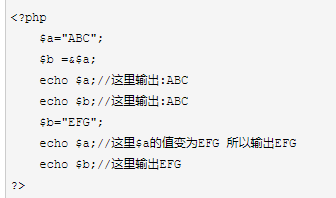 <?php
$a="ABC";
$b =&$a;
echo $a;//这里输出:ABC
echo $b;//这里输出:ABC
$b="EFG";
echo $a;//这里$a的值变为EFG 所以输出EFG
echo $b;//这里输出EFG
?>